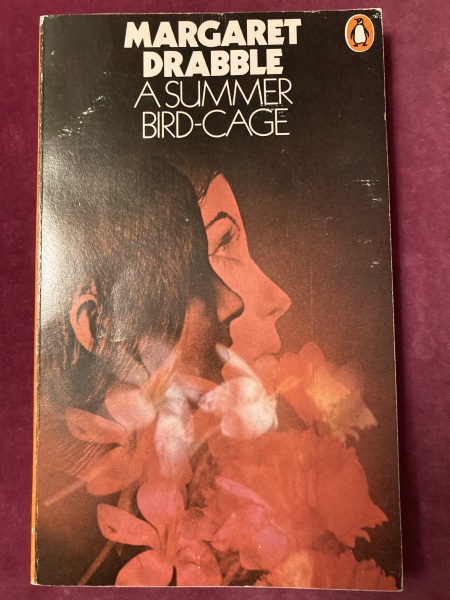 MARGARET
DRABBLE
A SUMMER
BIRD-CAGE